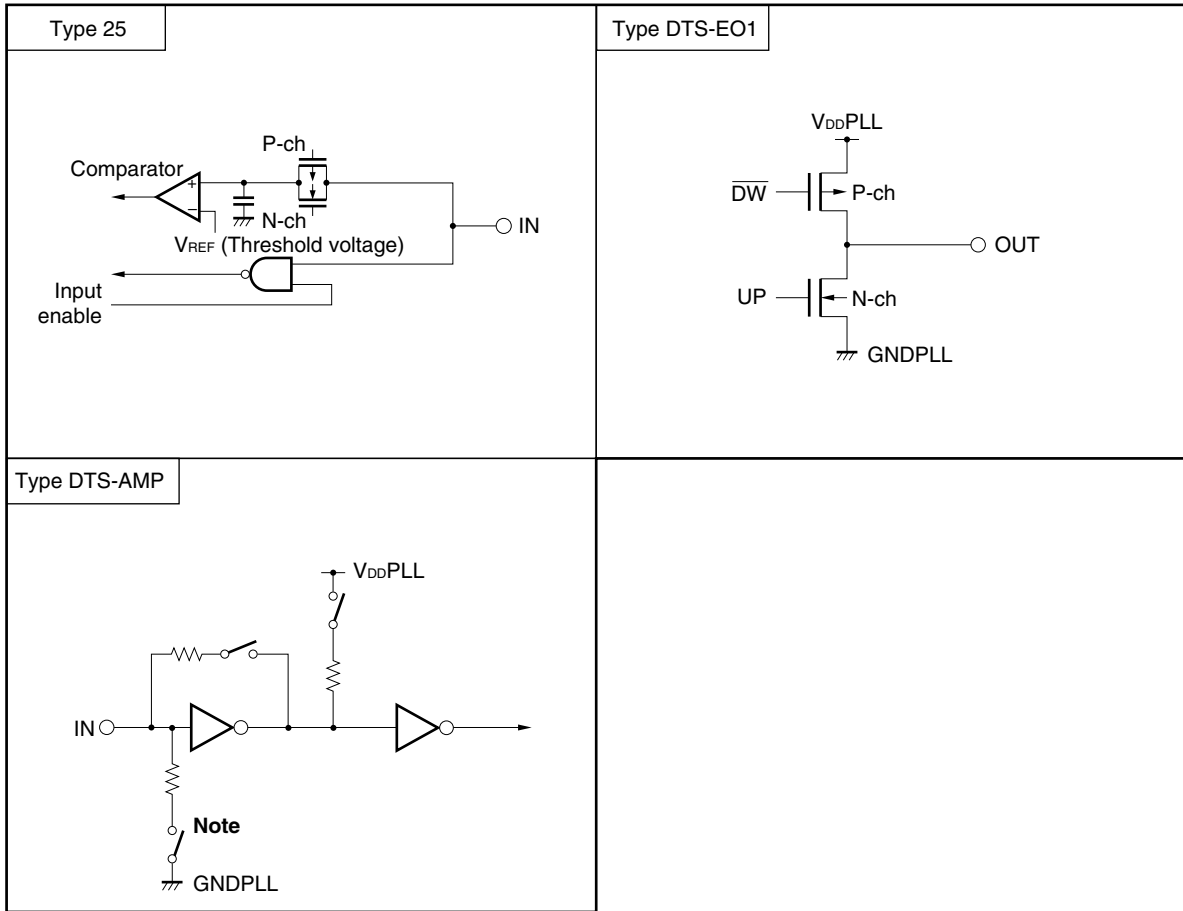 Type 25
P-ch
Comparator
+
−
N-ch
VREF (Threshold voltage)
IN
Input
enable
Type DTS-EO1
VDDPLL
DW
P-ch
OUT
UP
N-ch
GNDPLL
Type DTS-AMP
VDDPLL
IN
Note
GNDPLL